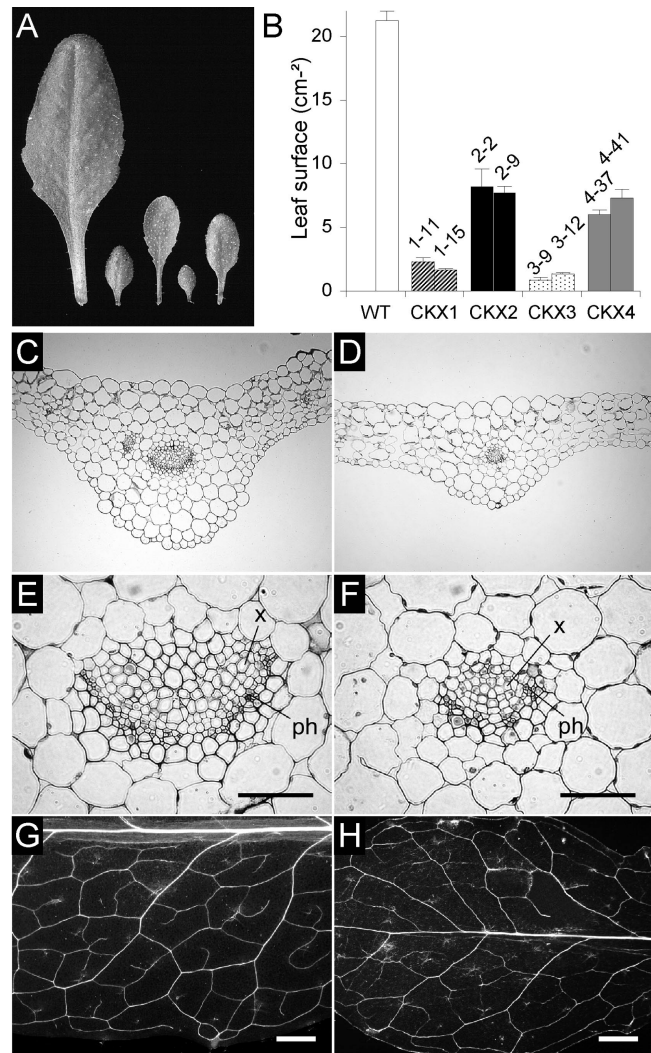 A
B
Leaf surface (cm-²)
20
15
10
5
0
1-11
1-15
2-2
2-9
3-9
3-12
4-37
4-41
WT CKX1 CKX2 CKX3 CKX4
C
D
E
x
ph
F
x
ph
G
H